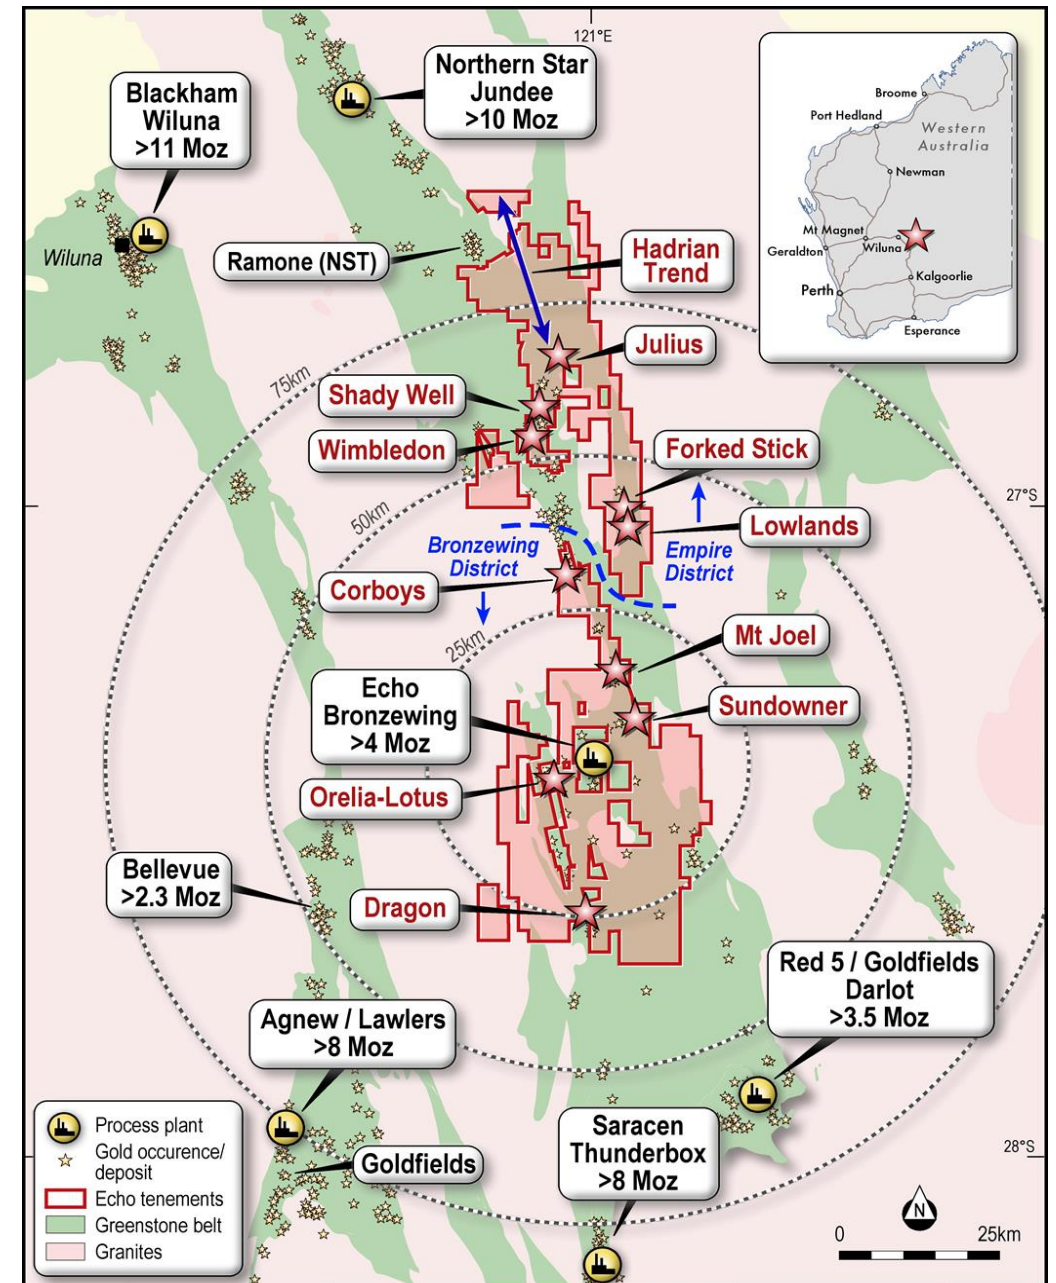 121°E
Northern Star
Jundee
>10 Moz
Blackham
Wiluna
>11 Moz
Broome
Port Hedland
Western
Australia
Newman
Mt Magnet
Wiluna
Geraldton
Kalgoorlie
Perth
Esperance
Wiluna
Ramone (NST)
Hadrian
Trend
Julius
75km
Shady Well
Wimbledon
Forked Stick
27°S
50km
Lowlands
Bronzewing
District
Empire
District
Corboys
25km
Mt Joel
Echo
Bronzewing
>4 Moz
Sundowner
Orelia-Lotus
Bellevue
>2.3 Moz
Dragon
Red 5 / Goldfields
Darlot
>3.5 Moz
Agnew / Lawlers
>8 Moz
Saracen
Thunderbox
>8 Moz
Goldfields
28°S
Process plant
Gold occurence/
deposit
Echo tenements
Greenstone belt
Granites
N
0 25km